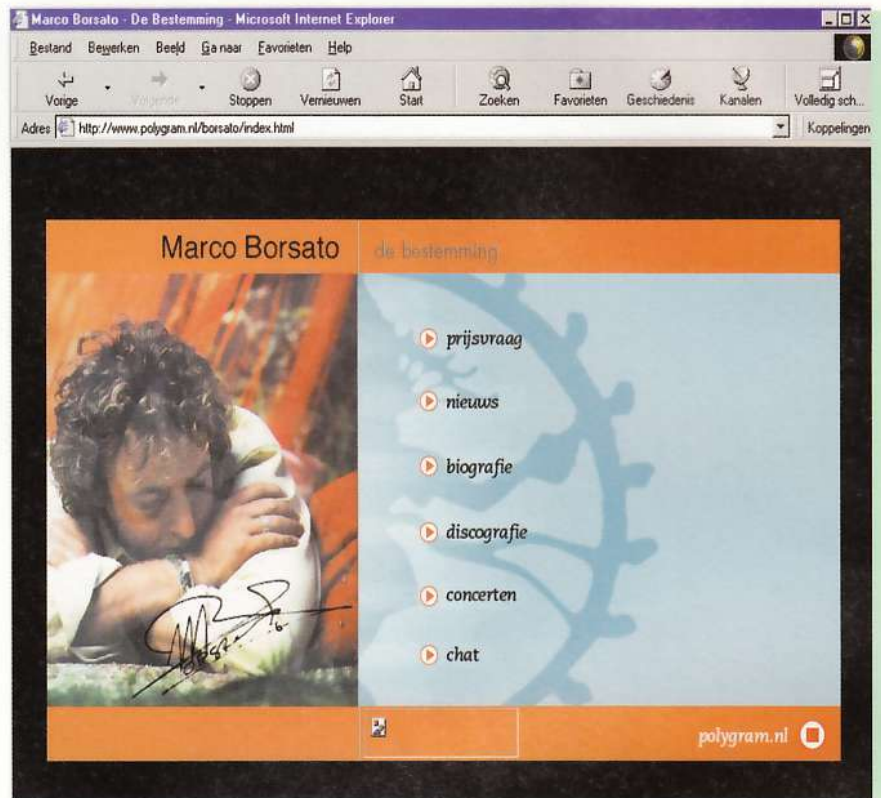 Marco Borsato - De Bestemming - Microsoft Internet Explorer
Bestand Bewerken Beeld Ga naar Favorieten Help
Vorige Volgende Stoppen Vernieuwen Start Zoeken Favorieten Geschiedenis Kanalen Volledig sch...
Adres http://www.polygram.nl/borsato/index.html Koppelingen
Marco Borsato de bestemming
prijsvraag
nieuws
biografie
discografie
concerten
chat
polygram.nl